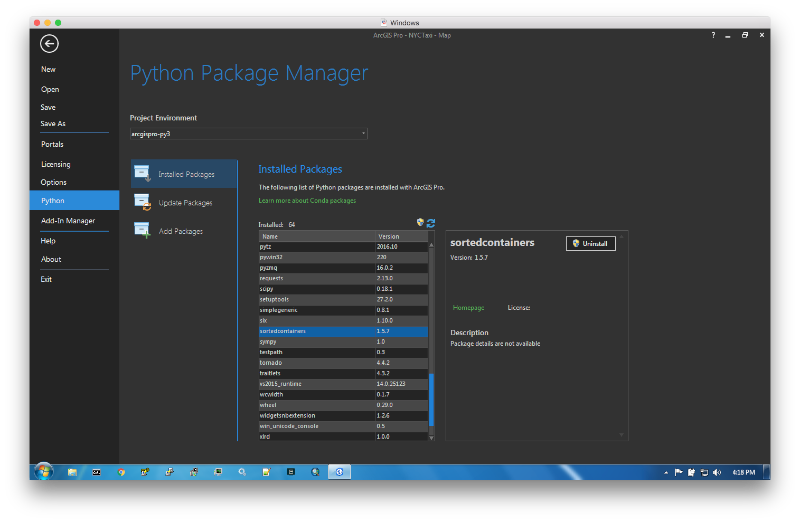 Windows
ArcGIS Pro - NYCTaxi - Map
?
New
Open
Save
Save As
Portals
Licensing
Options
Python
Add-In Manager
Help
About
Exit
Python Package Manager
Project Environment
arcgispro-py3
Installed Packages
Update Packages
Add Packages
Installed Packages
The following list of Python packages are installed with ArcGIS Pro.
Learn more about Conda packages
Installed: 64
Name Version
pytz 2016.10
pywin32 220
pyzmq 16.0.2
requests 2.13.0
scipy 0.18.1
setuptools 27.2.0
simplegeneric 0.8.1
six 1.10.0
sortedcontainers 1.5.7
sympy 1.0
testpath 0.3
tornado 4.4.2
traitlets 4.3.2
vs2015_runtime 14.0.25123
wcwidth 0.1.7
wheel 0.29.0
widgetsnbextension 1.2.6
win_unicode_console 0.5
xlrd 1.0.0
sortedcontainers
Uninstall
Version: 1.5.7
Homepage License:
Description
Package details are not available
4:18 PM